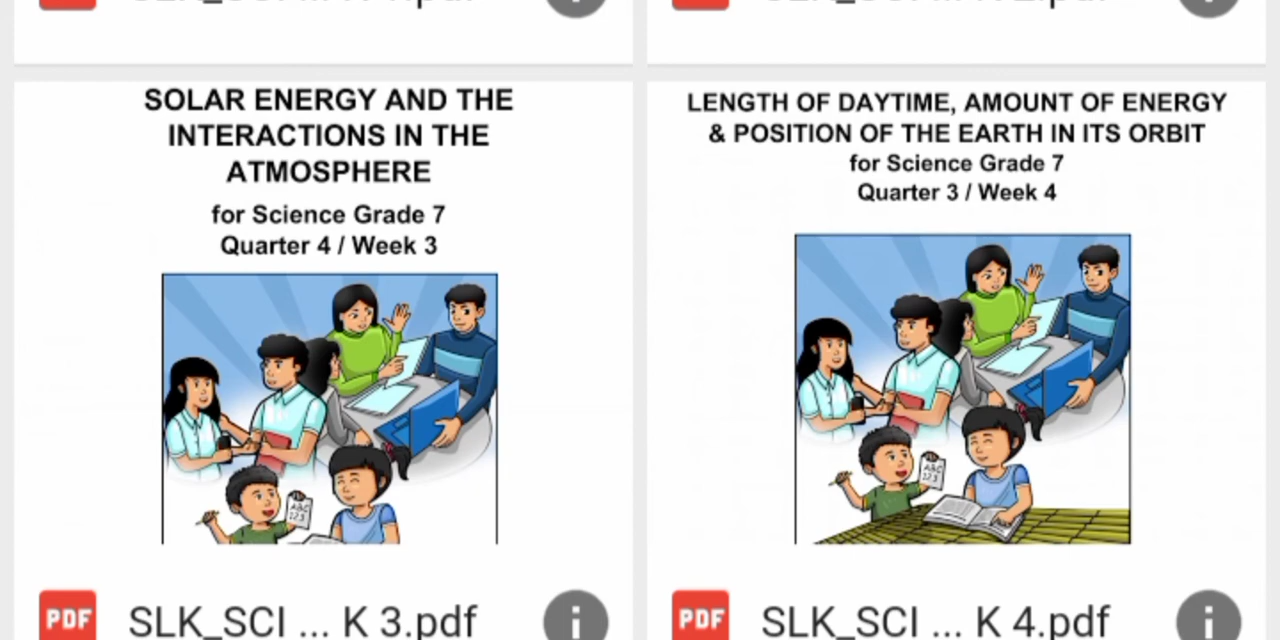 SOLAR ENERGY AND THE
INTERACTIONS IN THE
ATMOSPHERE
for Science Grade 7
Quarter 4 / Week 3
ABC
123
PDF
SLK_SCI ... K 3.pdf
i
LENGTH OF DAYTIME, AMOUNT OF ENERGY
& POSITION OF THE EARTH IN ITS ORBIT
for Science Grade 7
Quarter 3 / Week 4
ABC
123
PDF
SLK_SCI ... K 4.pdf
i